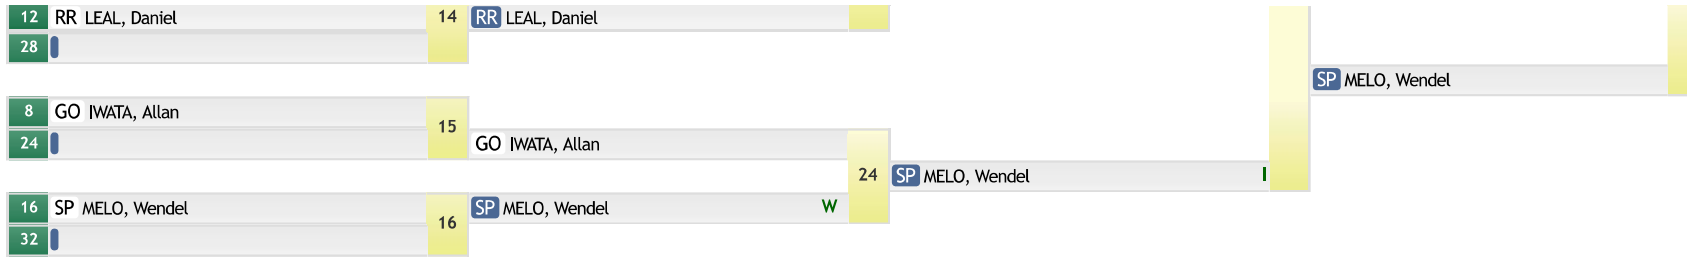 12 RR LEAL, Daniel 14 RR LEAL, Daniel
28
SP MELO, Wendel
8 GO IWATA, Allan
15
24 GO IWATA, Allan
24 SP MELO, Wendel I
16 SP MELO, Wendel SP MELO, Wendel W
16
32